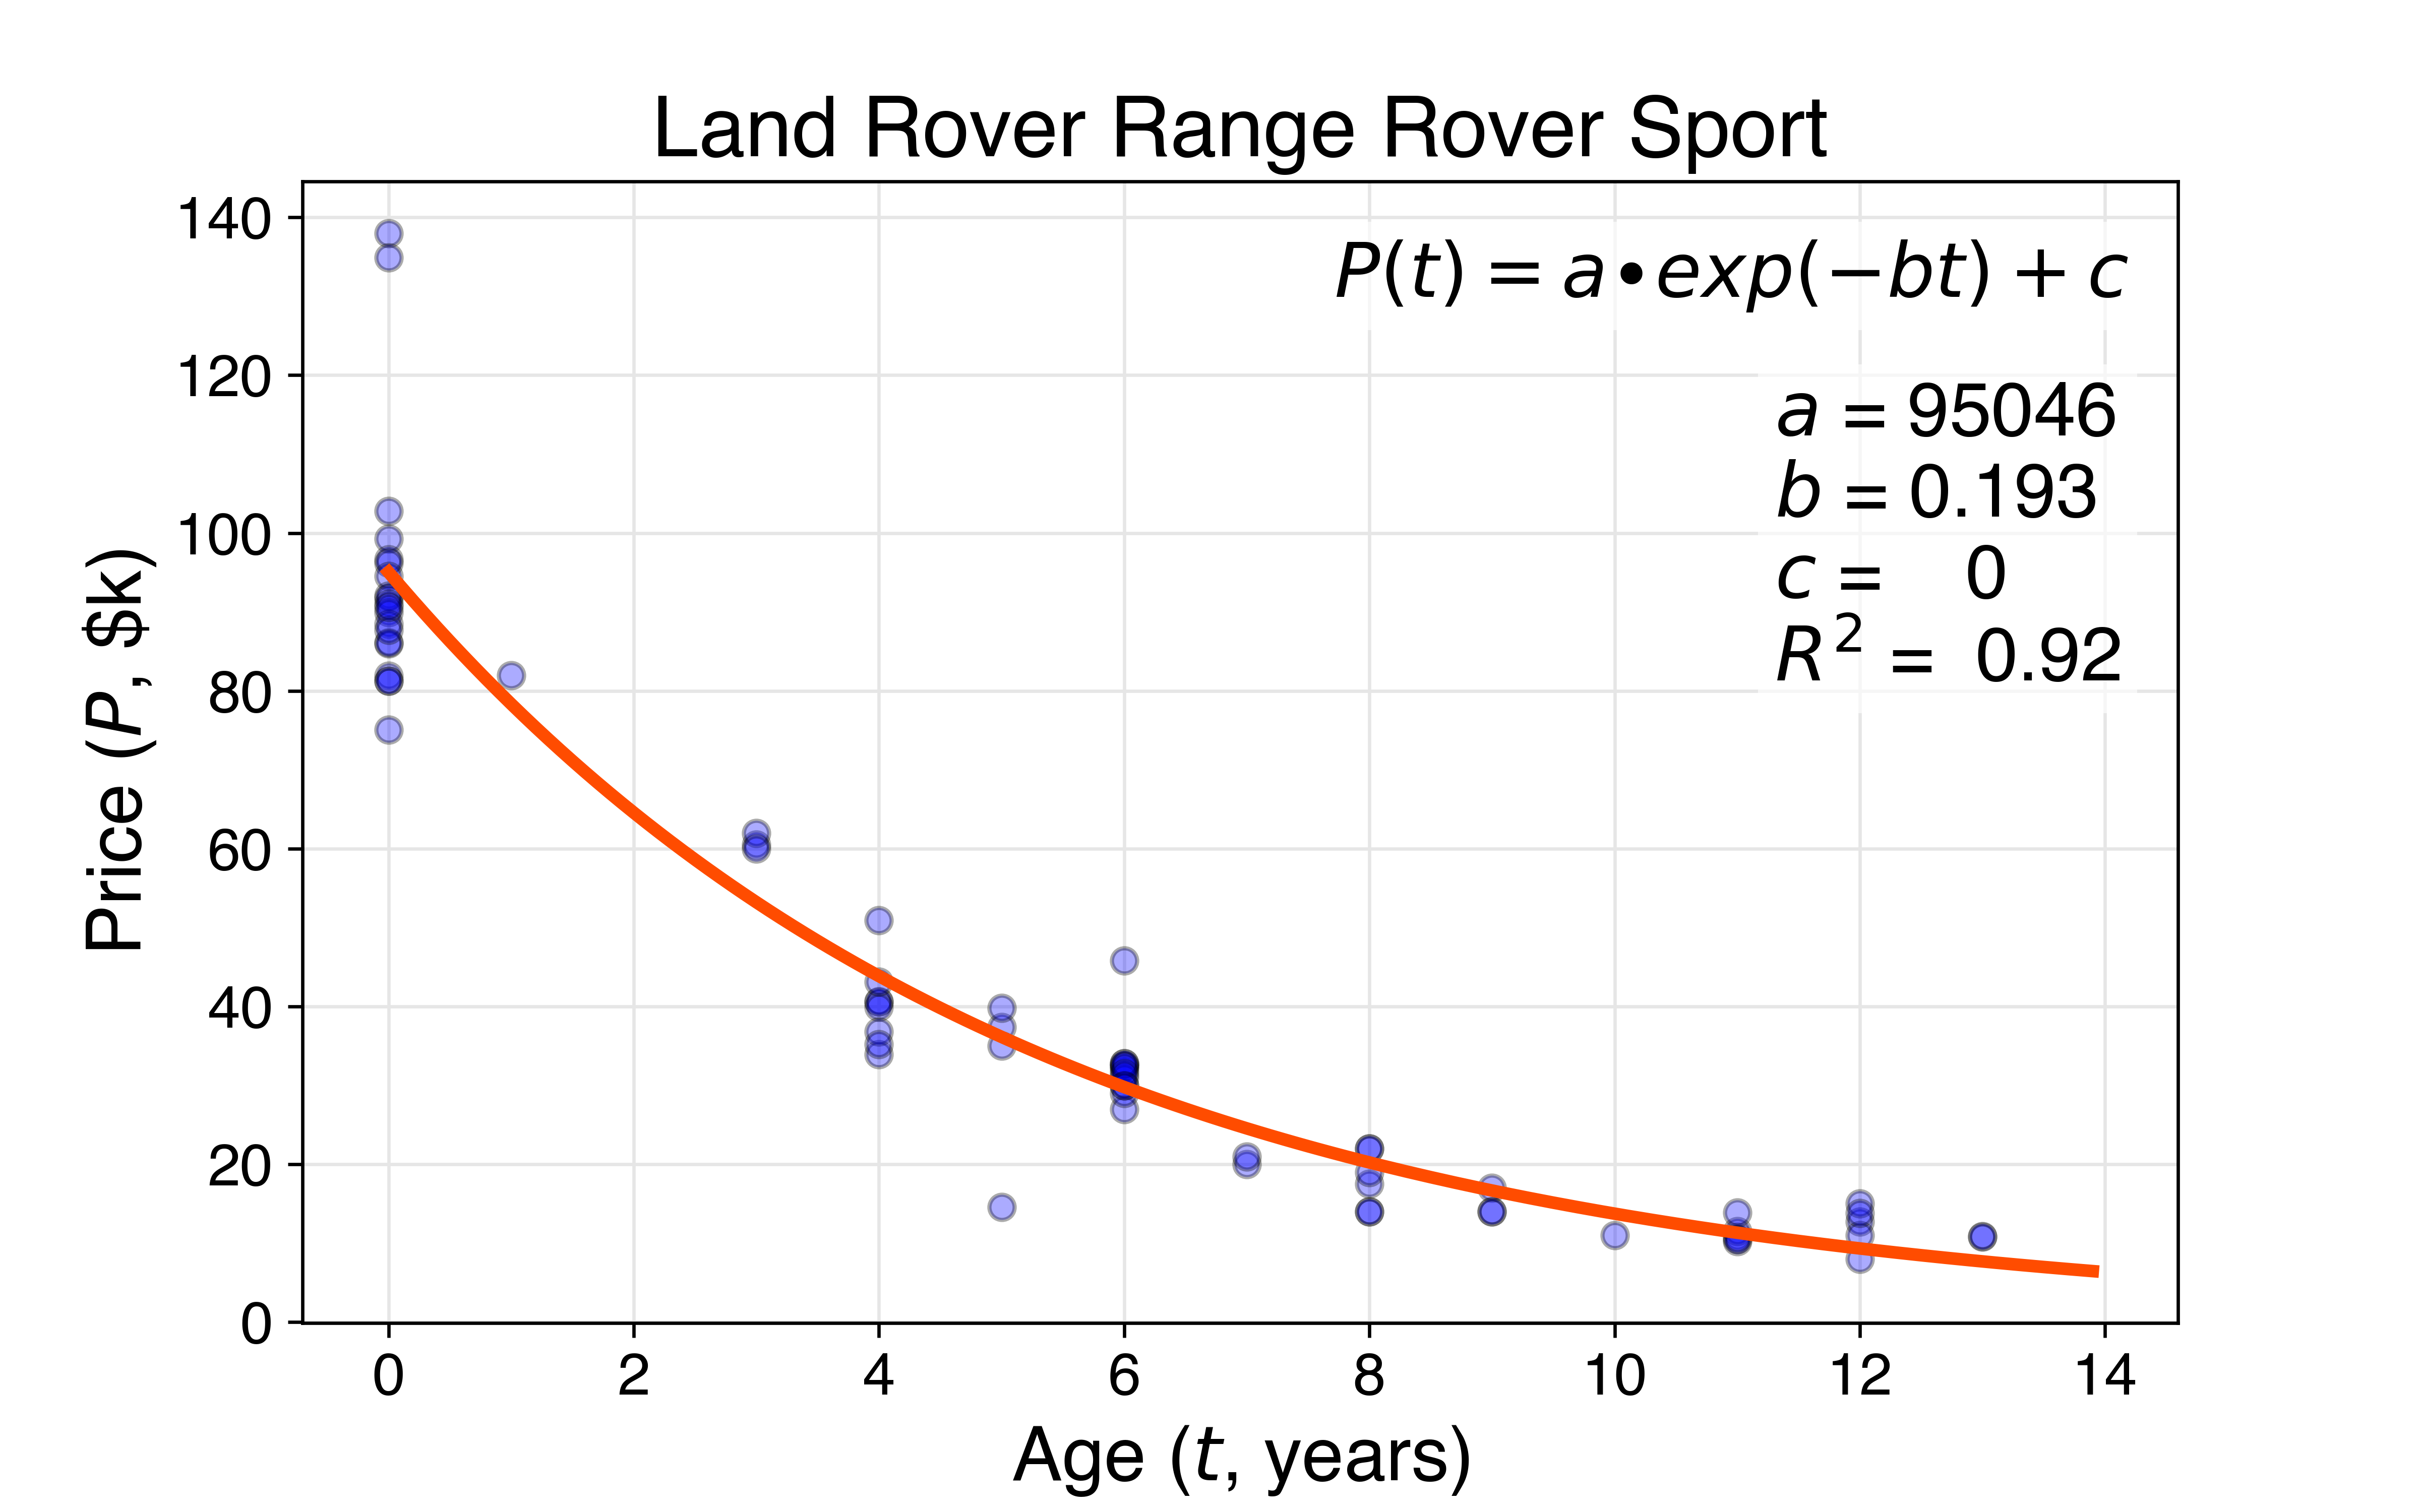 Land Rover Range Rover Sport
P(t) = a•exp(−bt) + c
a = 95046
b = 0.193
c = 0
R² = 0.92
Price (P, $k)
140
120
100
80
60
40
20
0
0 2 4 6 8 10 12 14
Age (t, years)